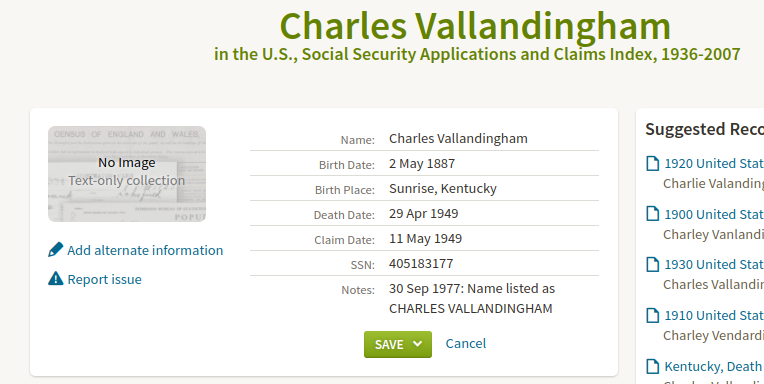 Charles Vallandingham
in the U.S., Social Security Applications and Claims Index, 1936-2007
CENSUS OF ENGLAND AND WALES,
No Image
Text-only collection
POPU
Add alternate information
Report issue
Name: Charles Vallandingham
Birth Date: 2 May 1887
Birth Place: Sunrise, Kentucky
Death Date: 29 Apr 1949
Claim Date: 11 May 1949
SSN: 405183177
Notes: 30 Sep 1977: Name listed as
CHARLES VALLANDINGHAM
SAVE
Cancel
Suggested Reco
1920 United Stat
Charlie Valanding
1900 United Stat
Charley Vanlandi
1930 United Stat
Charles Vallandin
1910 United Stat
Charley Vendardi
Kentucky, Death